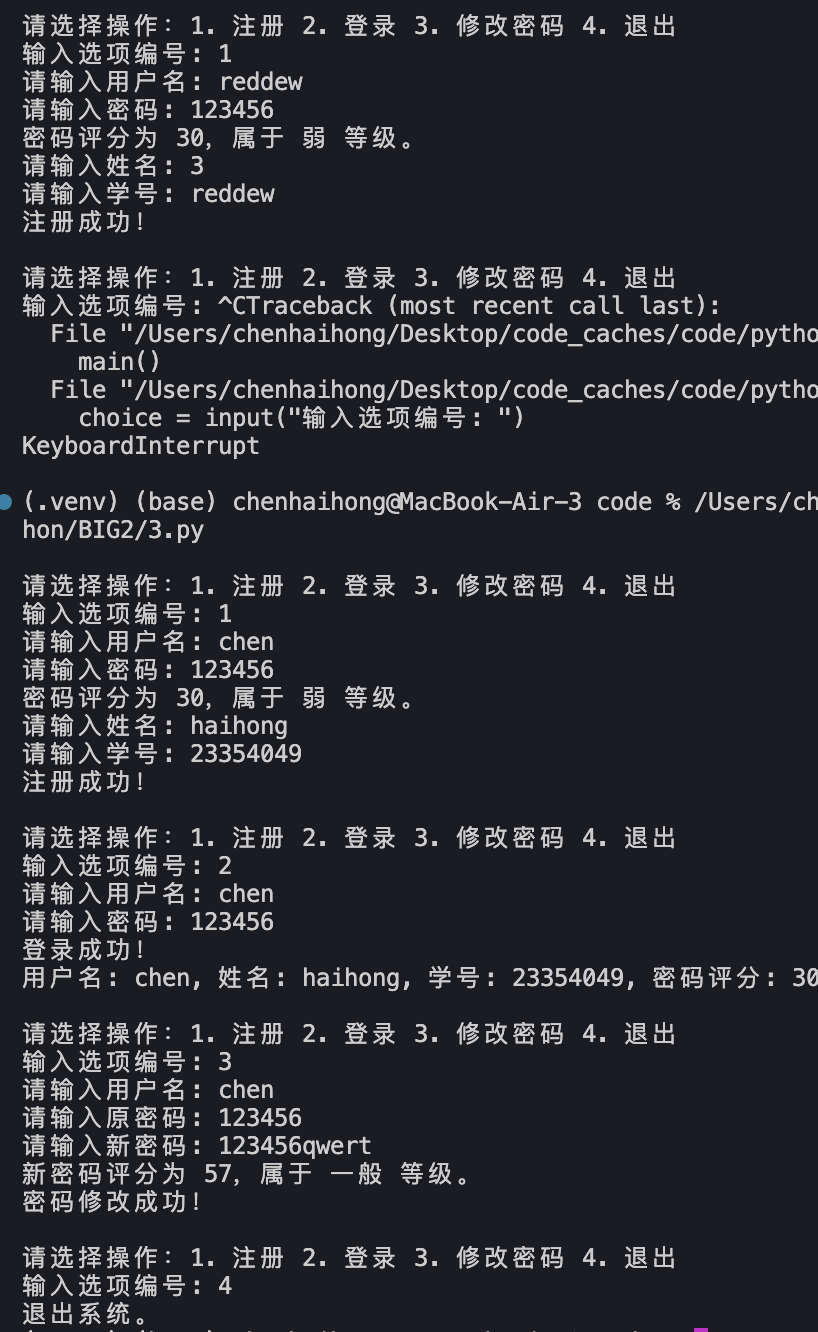 请选择操作：1. 注册 2. 登录 3. 修改密码 4. 退出
输入选项编号: 1
请输入用户名: reddew
请输入密码: 123456
密码评分为 30, 属于 弱 等级。
请输入姓名: 3
请输入学号: reddew
注册成功!
请选择操作：1. 注册 2. 登录 3. 修改密码 4. 退出
输入选项编号: ^CTraceback (most recent call last):
File "/Users/chenhaihong/Desktop/code_caches/code/pytho
main()
File "/Users/chenhaihong/Desktop/code_caches/code/pytho
choice = input("输入选项编号: ")
KeyboardInterrupt
(.venv) (base) chenhaihong@MacBook-Air-3 code % /Users/ch
hon/BIG2/3.py
请选择操作：1. 注册 2. 登录 3. 修改密码 4. 退出
输入选项编号: 1
请输入用户名: chen
请输入密码: 123456
密码评分为 30, 属于 弱 等级。
请输入姓名: haihong
请输入学号: 23354049
注册成功!
请选择操作：1. 注册 2. 登录 3. 修改密码 4. 退出
输入选项编号: 2
请输入用户名: chen
请输入密码: 123456
登录成功!
用户名: chen, 姓名: haihong, 学号: 23354049, 密码评分: 30
请选择操作：1. 注册 2. 登录 3. 修改密码 4. 退出
输入选项编号: 3
请输入用户名: chen
请输入原密码: 123456
请输入新密码: 123456qwert
新密码评分为 57, 属于 一般 等级。
密码修改成功!
请选择操作：1. 注册 2. 登录 3. 修改密码 4. 退出
输入选项编号: 4
退出系统。